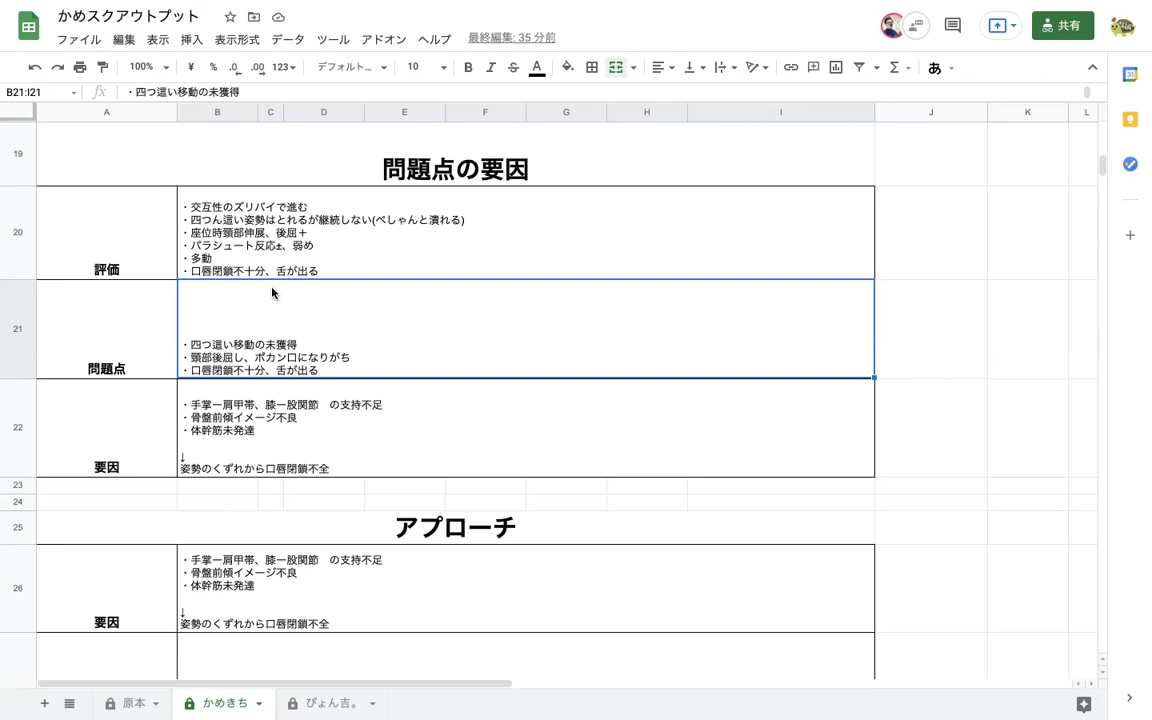 かめスクアウトプット
ファイル 編集 表示 挿入 表示形式 データ ツール アドオン ヘルプ 最終編集: 35 分前
共有
100% ¥ % .0 .00 123 デフォルト... 10 B I S A Σ あ
B21:I21 fx ・四つ這い移動の未獲得
A B C D E F G H I J K L
19 問題点の要因
・交互性のズリバイで進む
・四つん這い姿勢はとれるが継続しない(ぺしゃんと潰れる)
20 ・座位時頸部伸展、後屈＋
・パラシュート反応±、弱め
・多動
評価 ・口唇閉鎖不十分、舌が出る
21
・四つ這い移動の未獲得
・頸部後屈し、ポカン口になりがち
問題点 ・口唇閉鎖不十分、舌が出る
・手掌ー肩甲帯、膝ー股関節　の支持不足
・骨盤前傾イメージ不良
22 ・体幹筋未発達
↓
要因 姿勢のくずれから口唇閉鎖不全
23
24
25 アプローチ
・手掌ー肩甲帯、膝ー股関節　の支持不足
・骨盤前傾イメージ不良
26 ・体幹筋未発達
↓
要因 姿勢のくずれから口唇閉鎖不全
原本 かめきち ぴょん吉。
31